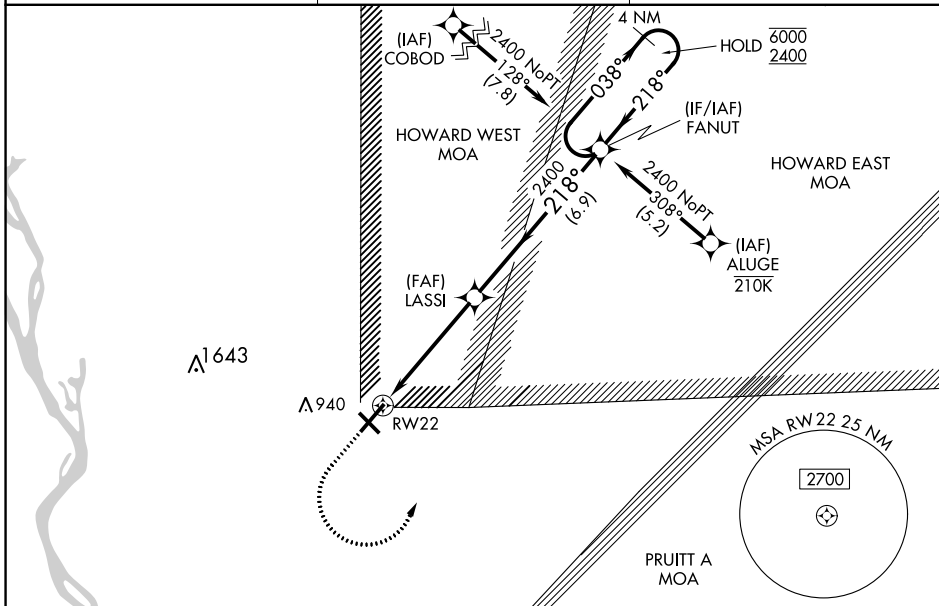 4 NM
HOLD 6000
2400
(IAF)
COBOD
2400 NoPT
128°
(7.8)
038°
218°
(IF/IAF)
FANUT
HOWARD WEST
MOA
HOWARD EAST
MOA
2400
218°
(6.9)
2400 NoPT
308°
(5.2)
(IAF)
ALUGE
210K
(FAF)
LASSI
1643
940
RW22
MSA RW22 25 NM
2700
PRUITT A
MOA